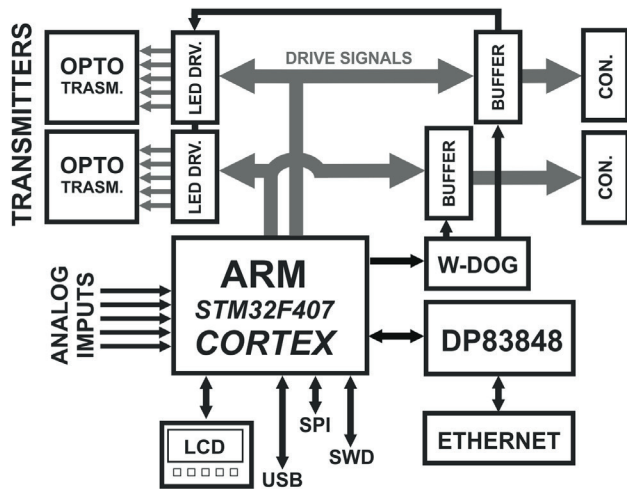 TRANSMITTERS
OPTO
TRASM.
LED DRV.
DRIVE SIGNALS
BUFFER
CON.
OPTO
TRASM.
LED DRV.
BUFFER
CON.
ANALOG
IMPUTS
ARM
STM32F407
CORTEX
W-DOG
DP83848
ETHERNET
LCD
USB
SPI
SWD